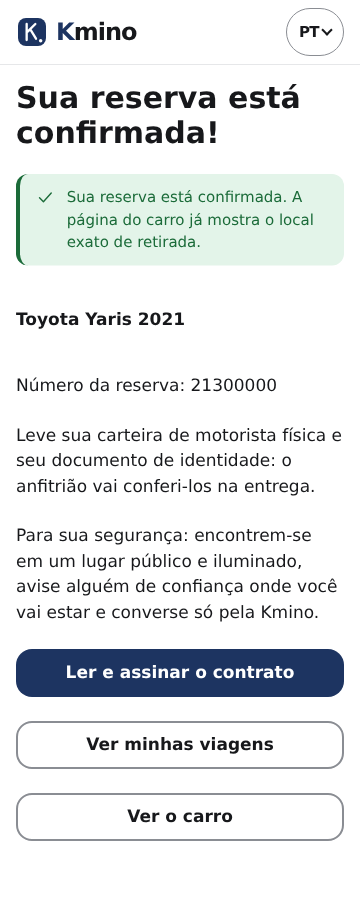 K. Kmino
PT
Sua reserva está
confirmada!
Sua reserva está confirmada. A
página do carro já mostra o local
exato de retirada.
Toyota Yaris 2021
Número da reserva: 21300000
Leve sua carteira de motorista física e
seu documento de identidade: o
anfitrião vai conferi-los na entrega.
Para sua segurança: encontrem-se
em um lugar público e iluminado,
avise alguém de confiança onde você
vai estar e converse só pela Kmino.
Ler e assinar o contrato
Ver minhas viagens
Ver o carro